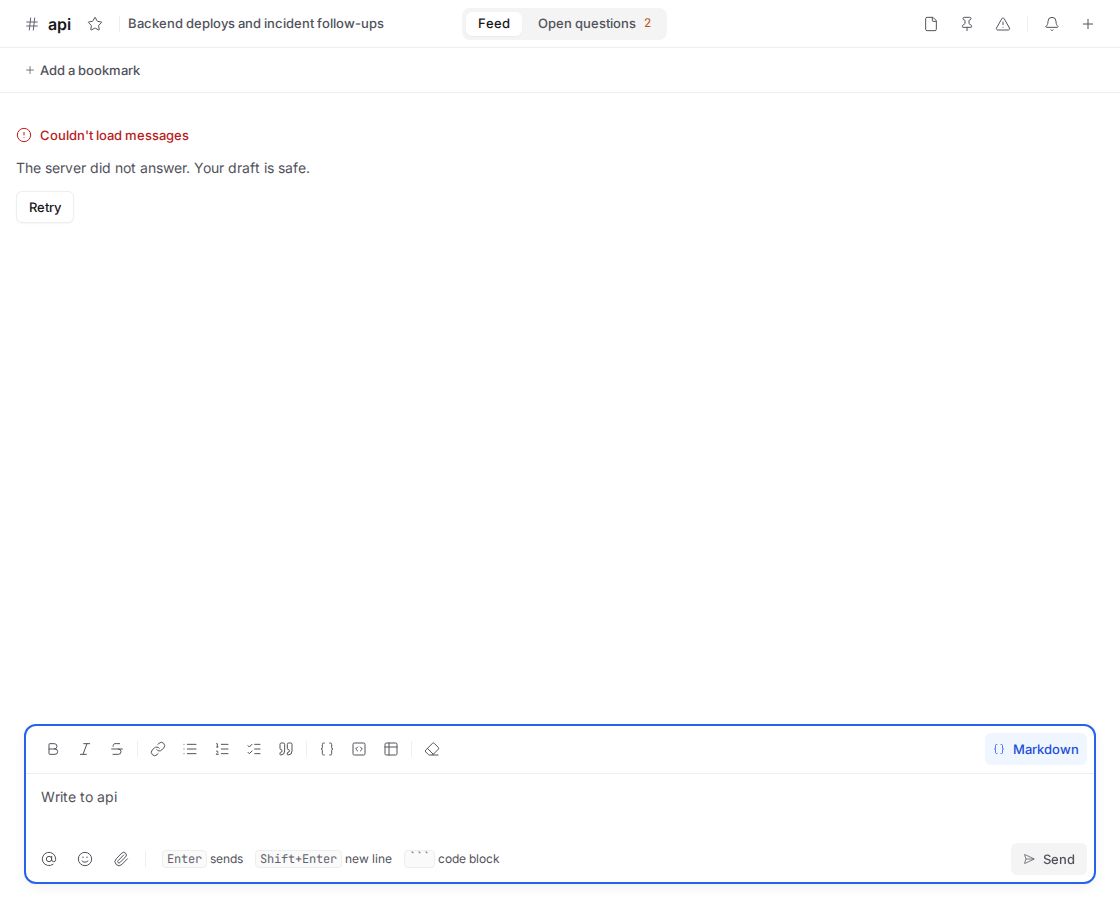 # api
Backend deploys and incident follow-ups
Feed
Open questions 2
+ Add a bookmark
Couldn't load messages
The server did not answer. Your draft is safe.
Retry
Markdown
Write to api
Enter sends Shift+Enter new line ``` code block
Send